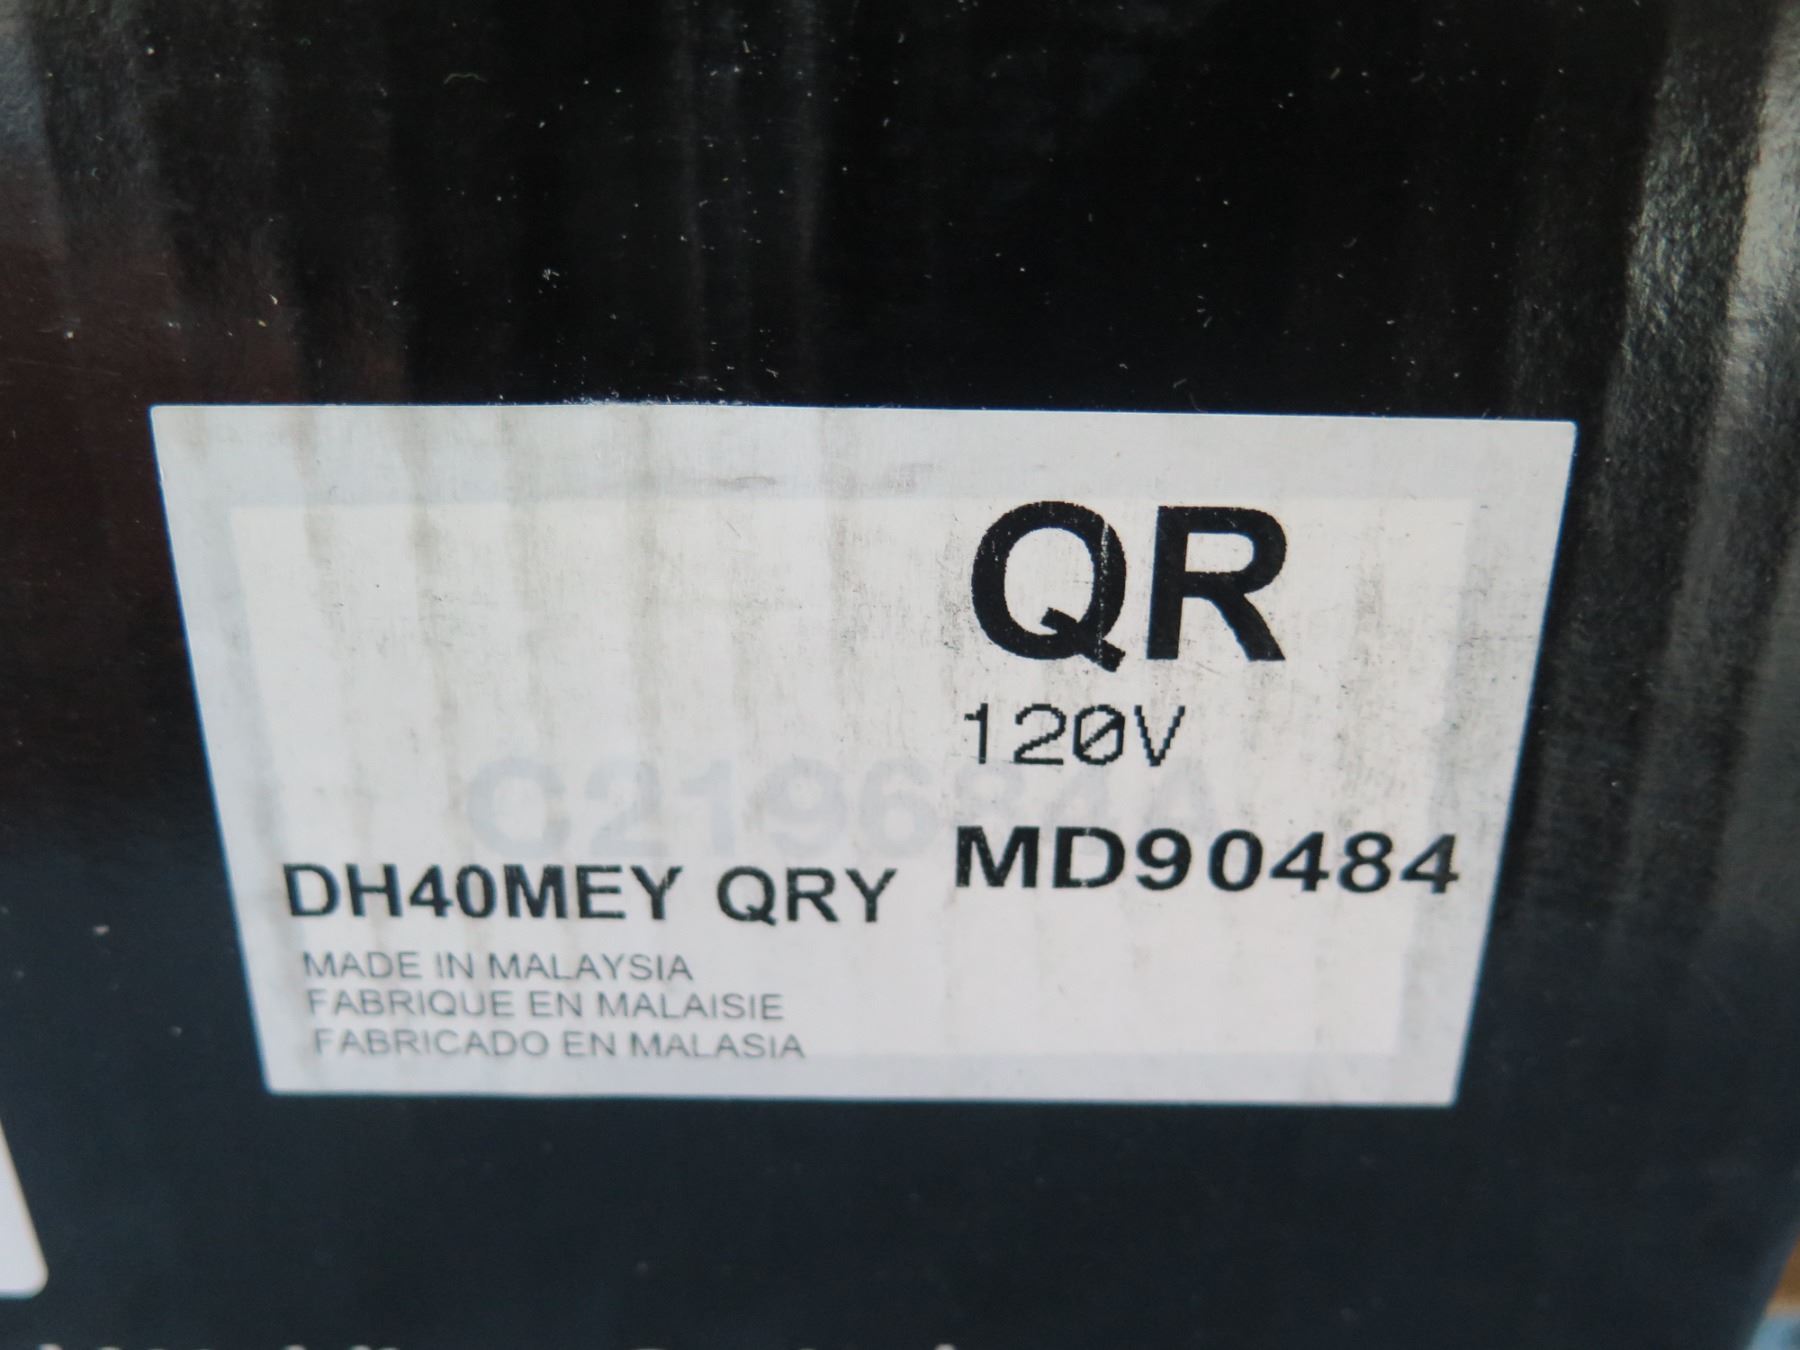 QR
120V
MD90484
DH40MEY QRY
MADE IN MALAYSIA
FABRIQUE EN MALAISIE
FABRICADO EN MALASIA